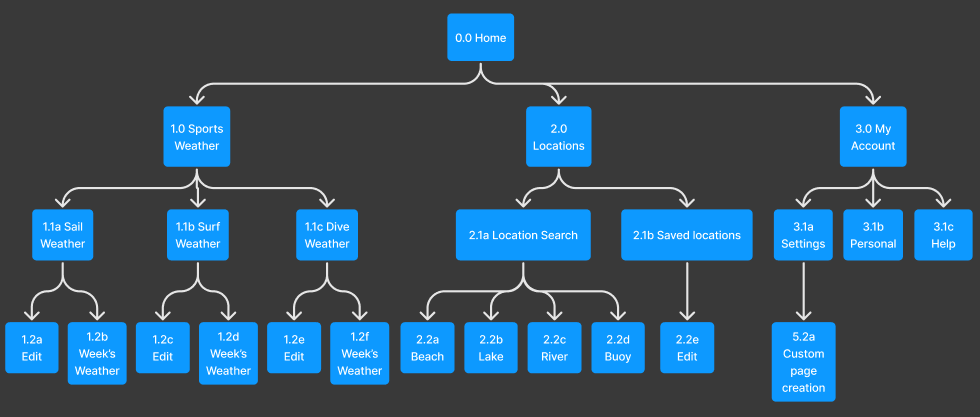 0.0 Home
1.0 Sports
Weather
2.0
Locations
3.0 My
Account
1.1a Sail
Weather
1.1b Surf
Weather
1.1c Dive
Weather
2.1a Location Search
2.1b Saved locations
3.1a
Settings
3.1b
Personal
3.1c
Help
1.2a
Edit
1.2b
Week's
Weather
1.2c
Edit
1.2d
Week's
Weather
1.2e
Edit
1.2f
Week's
Weather
2.2a
Beach
2.2b
Lake
2.2c
River
2.2d
Buoy
2.2e
Edit
5.2a
Custom
page
creation